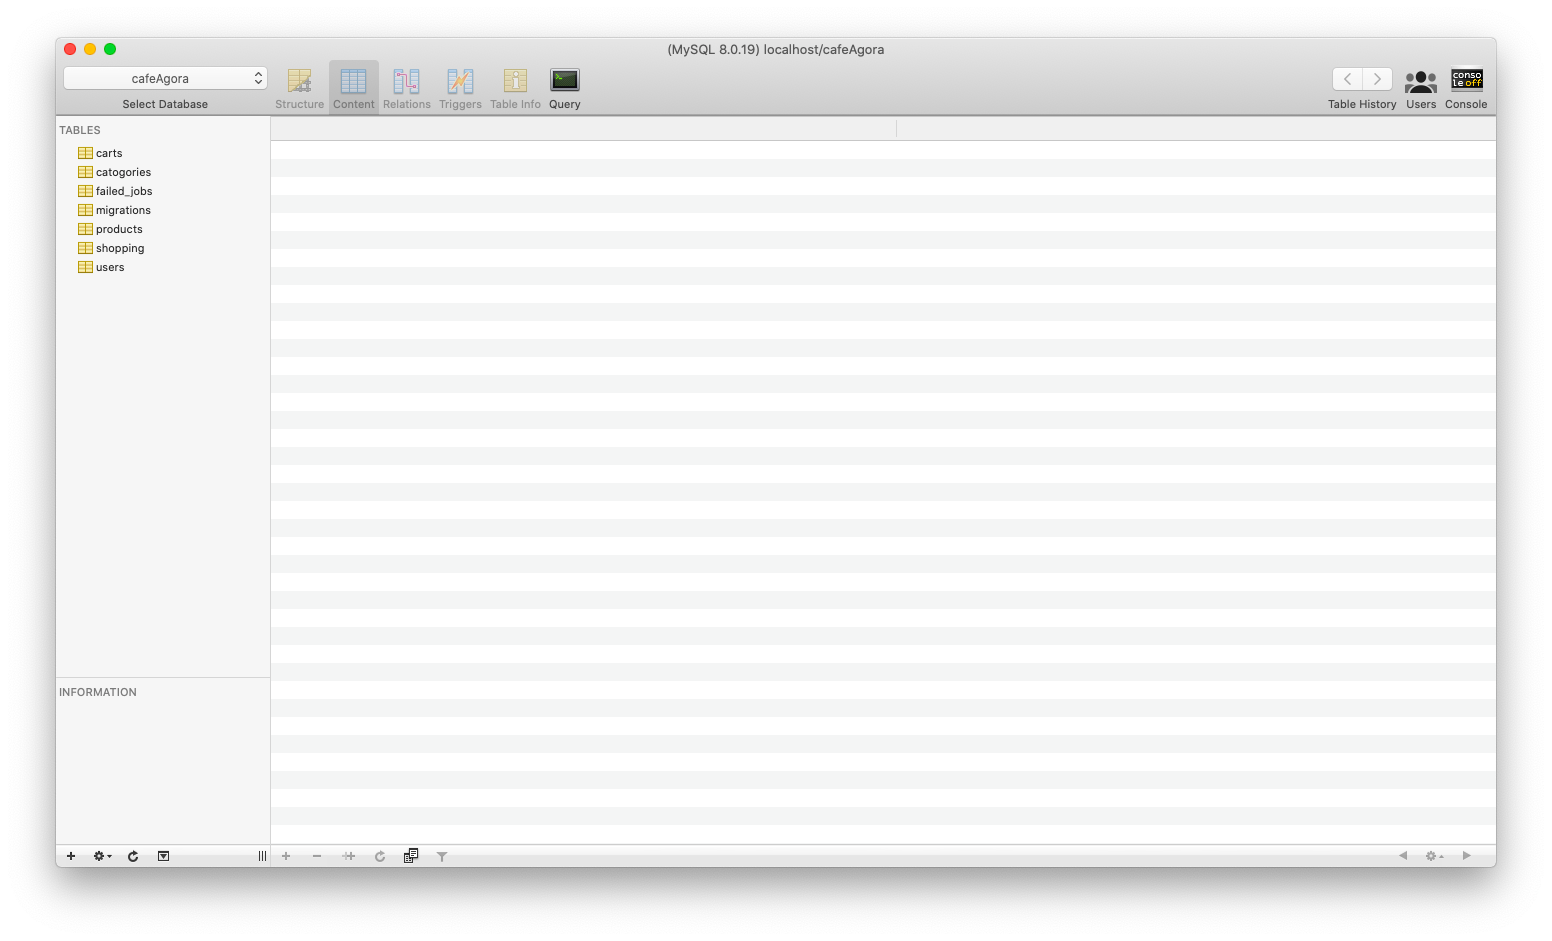 (MySQL 8.0.19) localhost/cafeAgora
cafeAgora
Select Database
Structure
Content
Relations
Triggers
Table Info
Query
Table History
Users
conso
le off
Console
TABLES
carts
catogories
failed_jobs
migrations
products
shopping
users
INFORMATION